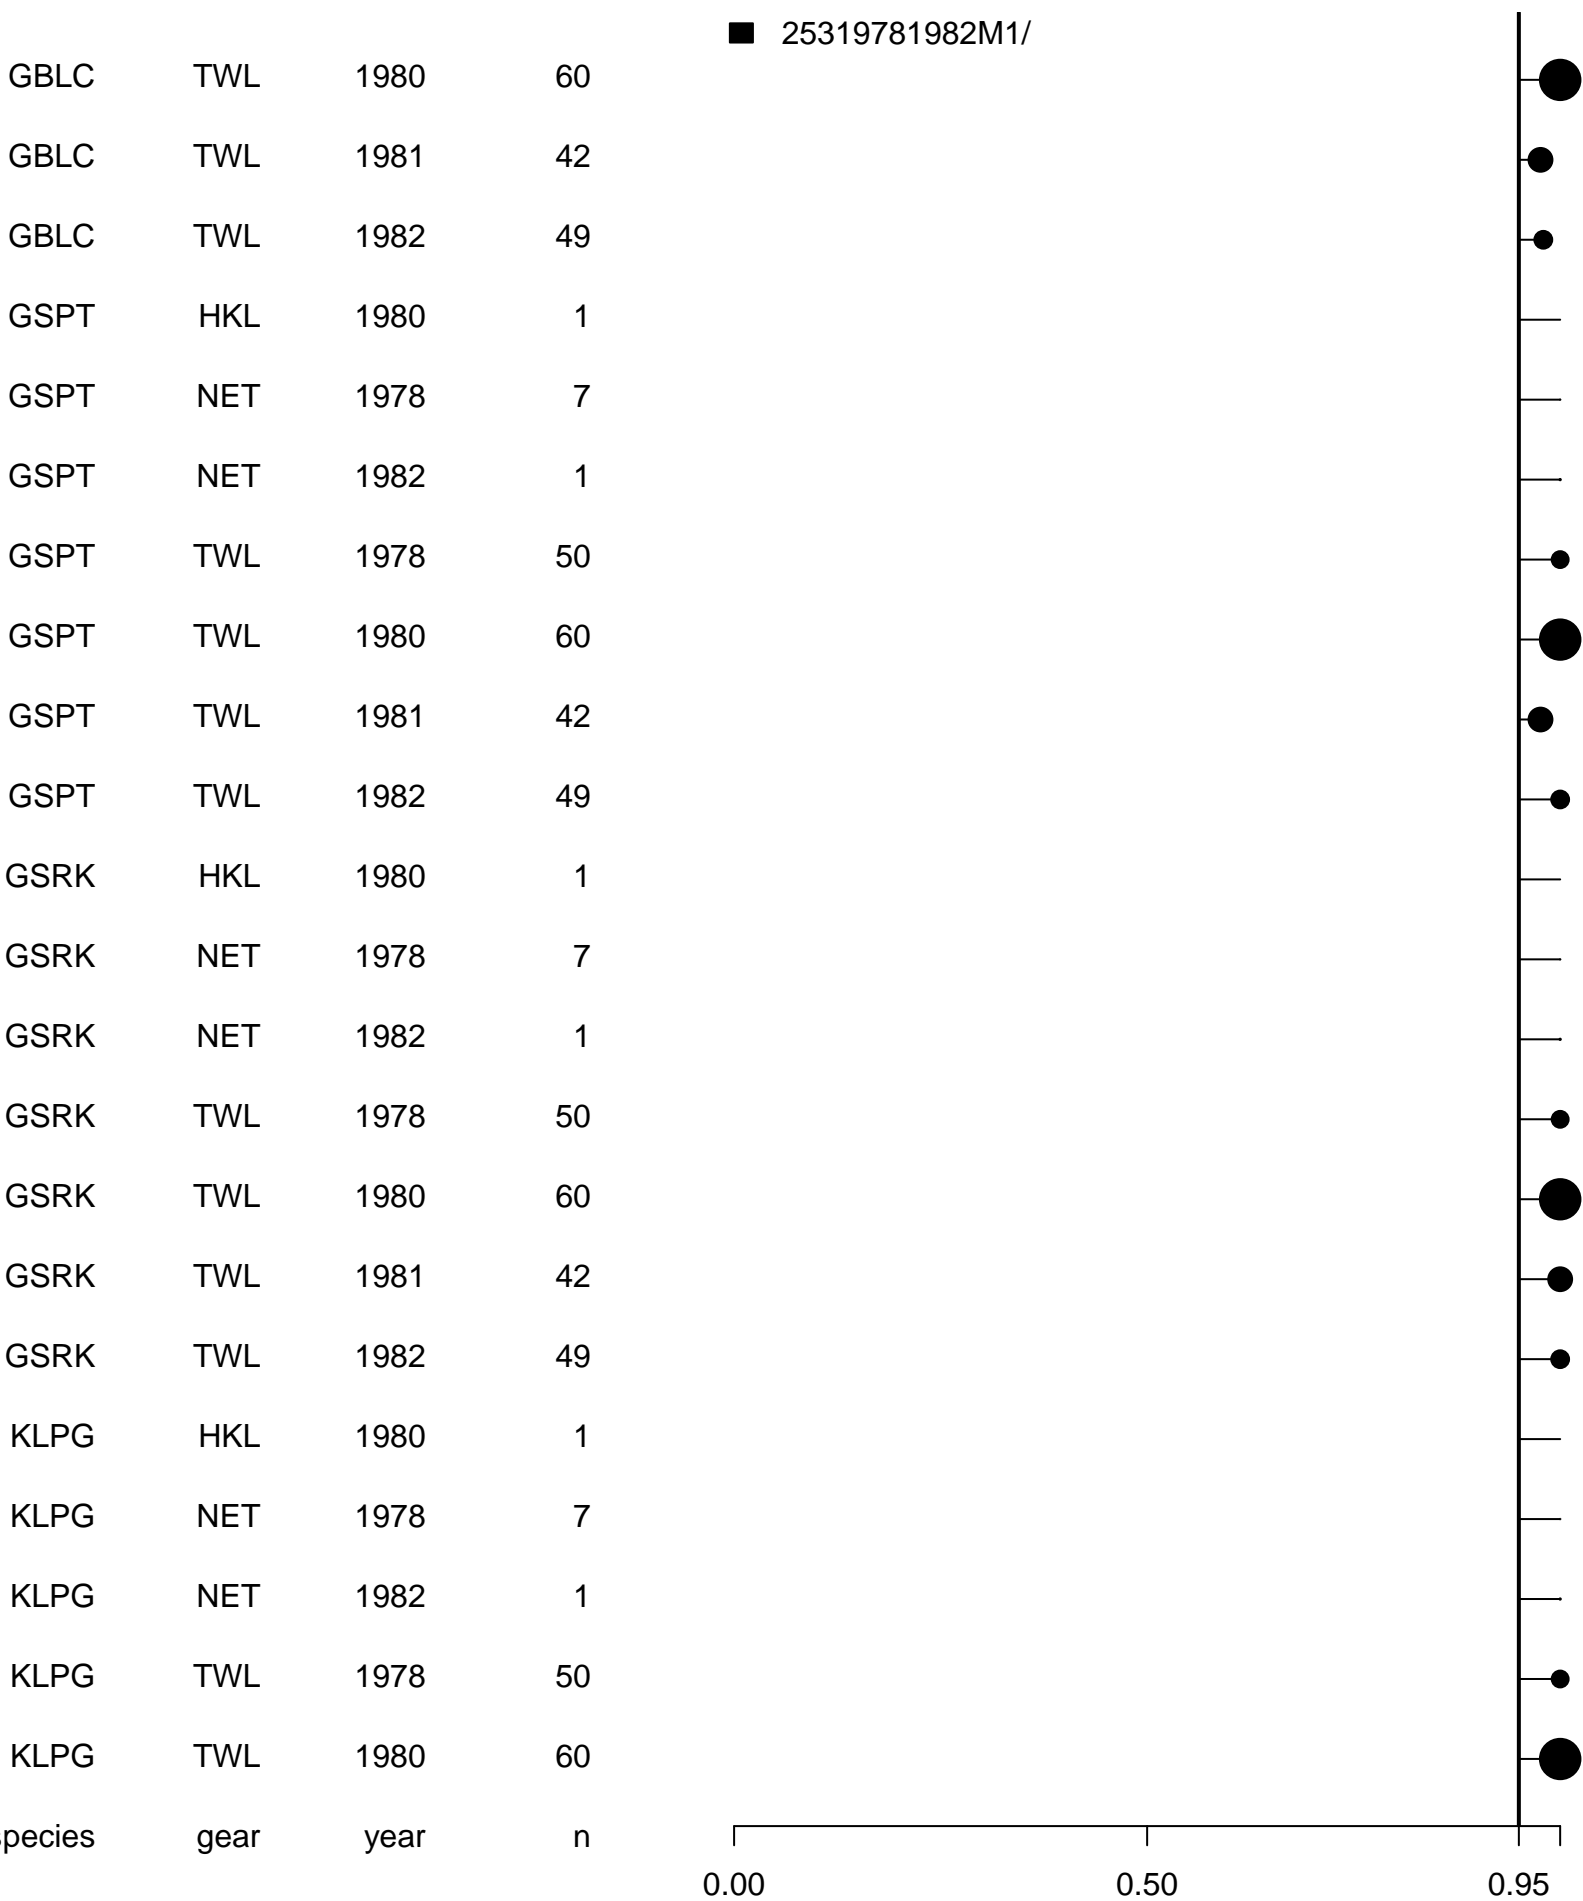 25319781982M1/
GBLC TWL 1980 60
GBLC TWL 1981 42
GBLC TWL 1982 49
GSPT HKL 1980 1
GSPT NET 1978 7
GSPT NET 1982 1
GSPT TWL 1978 50
GSPT TWL 1980 60
GSPT TWL 1981 42
GSPT TWL 1982 49
GSRK HKL 1980 1
GSRK NET 1978 7
GSRK NET 1982 1
GSRK TWL 1978 50
GSRK TWL 1980 60
GSRK TWL 1981 42
GSRK TWL 1982 49
KLPG HKL 1980 1
KLPG NET 1978 7
KLPG NET 1982 1
KLPG TWL 1978 50
KLPG TWL 1980 60
species gear year n
0.00 0.50 0.95